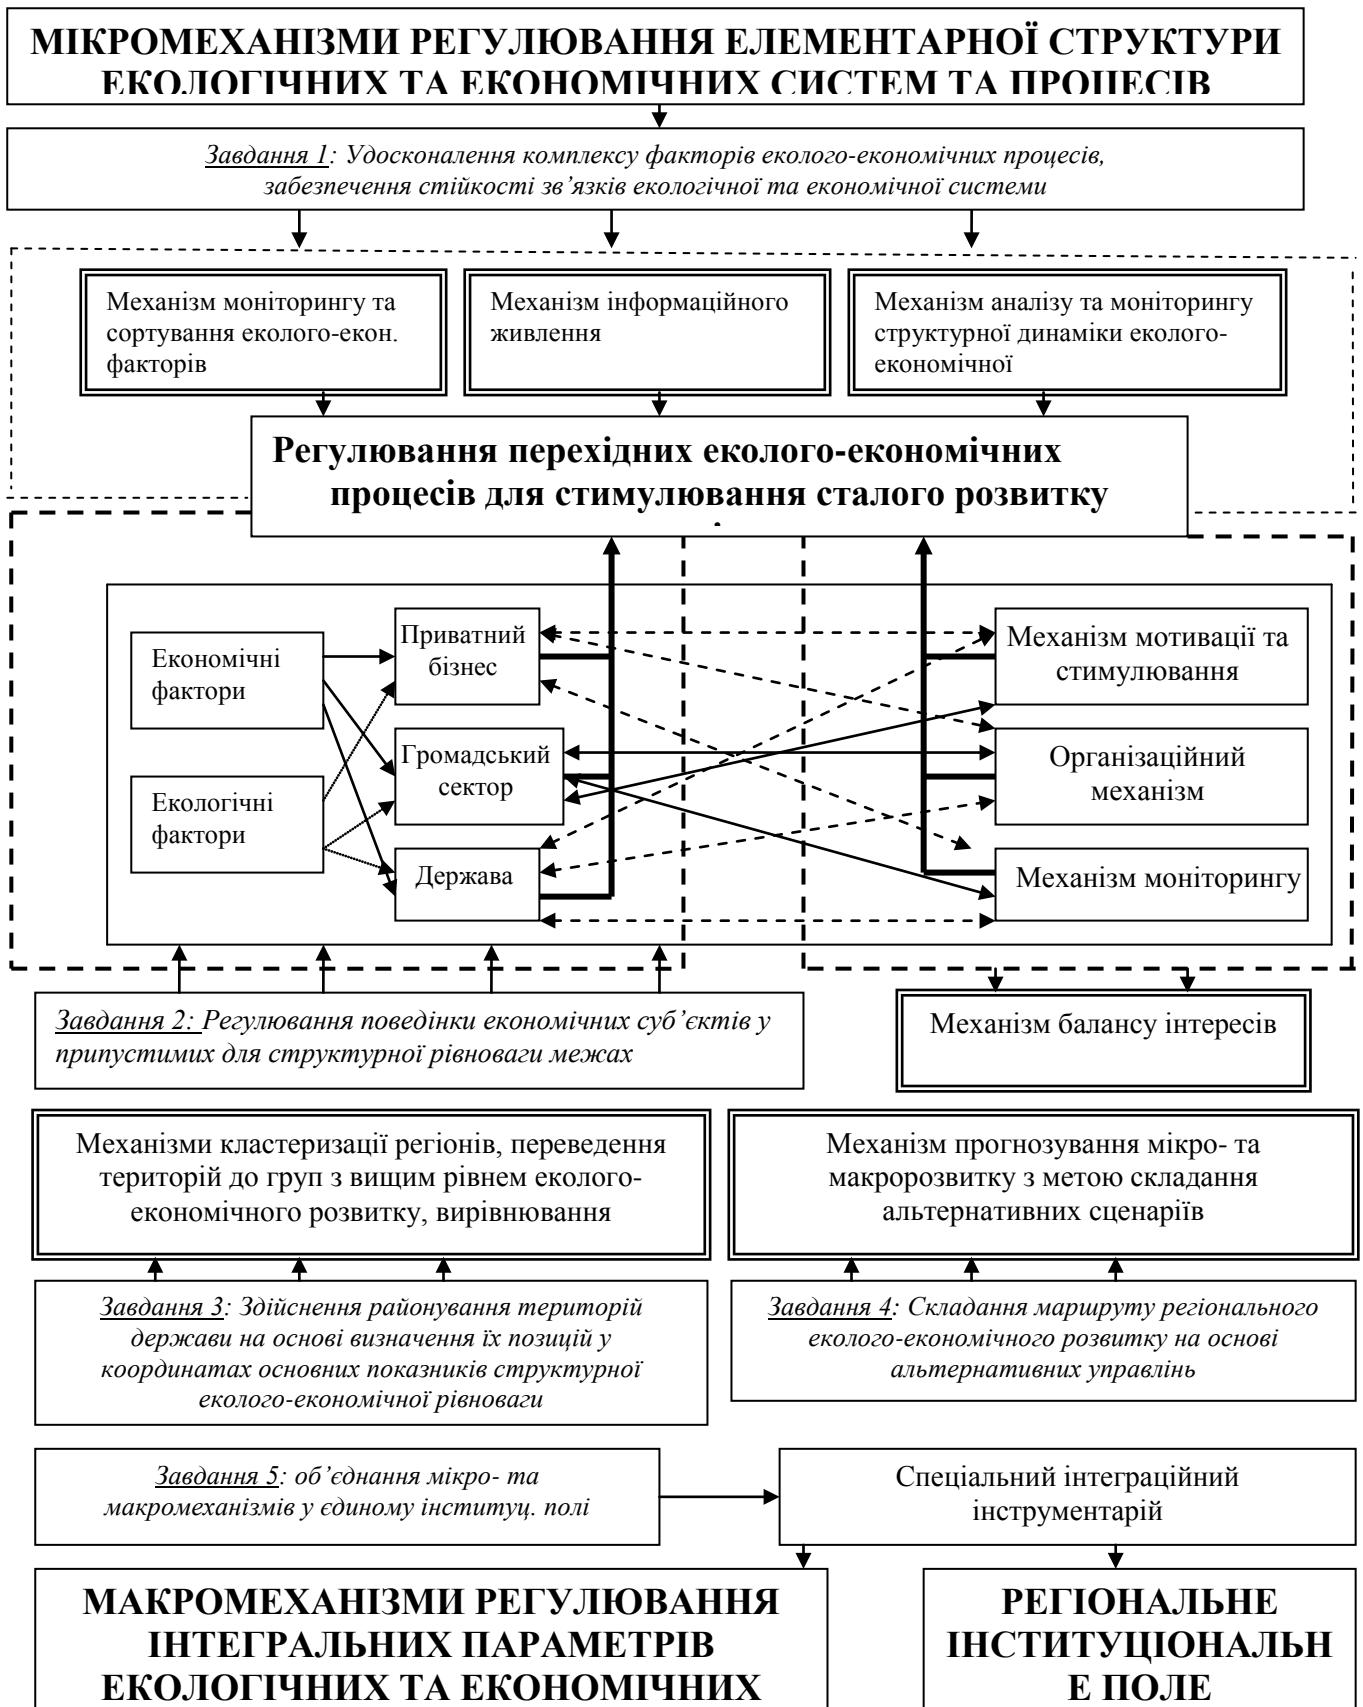 МІКРОМЕХАНІЗМИ РЕГУЛЮВАННЯ ЕЛЕМЕНТАРНОЇ СТРУКТУРИ
ЕКОЛОГІЧНИХ ТА ЕКОНОМІЧНИХ СИСТЕМ ТА ПРОЦЕСІВ
Завдання 1: Удосконалення комплексу факторів еколого-економічних процесів,
забезпечення стійкості зв’язків екологічної та економічної системи
Механізм моніторингу та
сортування еколого-екон.
факторів
Механізм інформаційного
живлення
Механізм аналізу та моніторингу
структурної динаміки еколого-
економічної
Регулювання перехідних еколого-економічних
процесів для стимулювання сталого розвитку
Економічні
фактори
Екологічні
фактори
Приватний
бізнес
Громадський
сектор
Держава
Механізм мотивації та
стимулювання
Організаційний
механізм
Механізм моніторингу
Завдання 2: Регулювання поведінки економічних суб’єктів у
припустимих для структурної рівноваги межах
Механізм балансу інтересів
Механізми кластеризації регіонів, переведення
територій до груп з вищим рівнем еколого-
економічного розвитку, вирівнювання
Механізм прогнозування мікро- та
макророзвитку з метою складання
альтернативних сценаріїв
Завдання 3: Здійснення районування територій
держави на основі визначення їх позицій у
координатах основних показників структурної
еколого-економічної рівноваги
Завдання 4: Складання маршруту регіонального
еколого-економічного розвитку на основі
альтернативних управлінь
Завдання 5: об’єднання мікро- та
макромеханізмів у єдиному інституц. полі
Спеціальний інтеграційний
інструментарій
МАКРОМЕХАНІЗМИ РЕГУЛЮВАННЯ
ІНТЕГРАЛЬНИХ ПАРАМЕТРІВ
ЕКОЛОГІЧНИХ ТА ЕКОНОМІЧНИХ
РЕГІОНАЛЬНЕ
ІНСТИТУЦІОНАЛЬН
Е ПОЛЕ